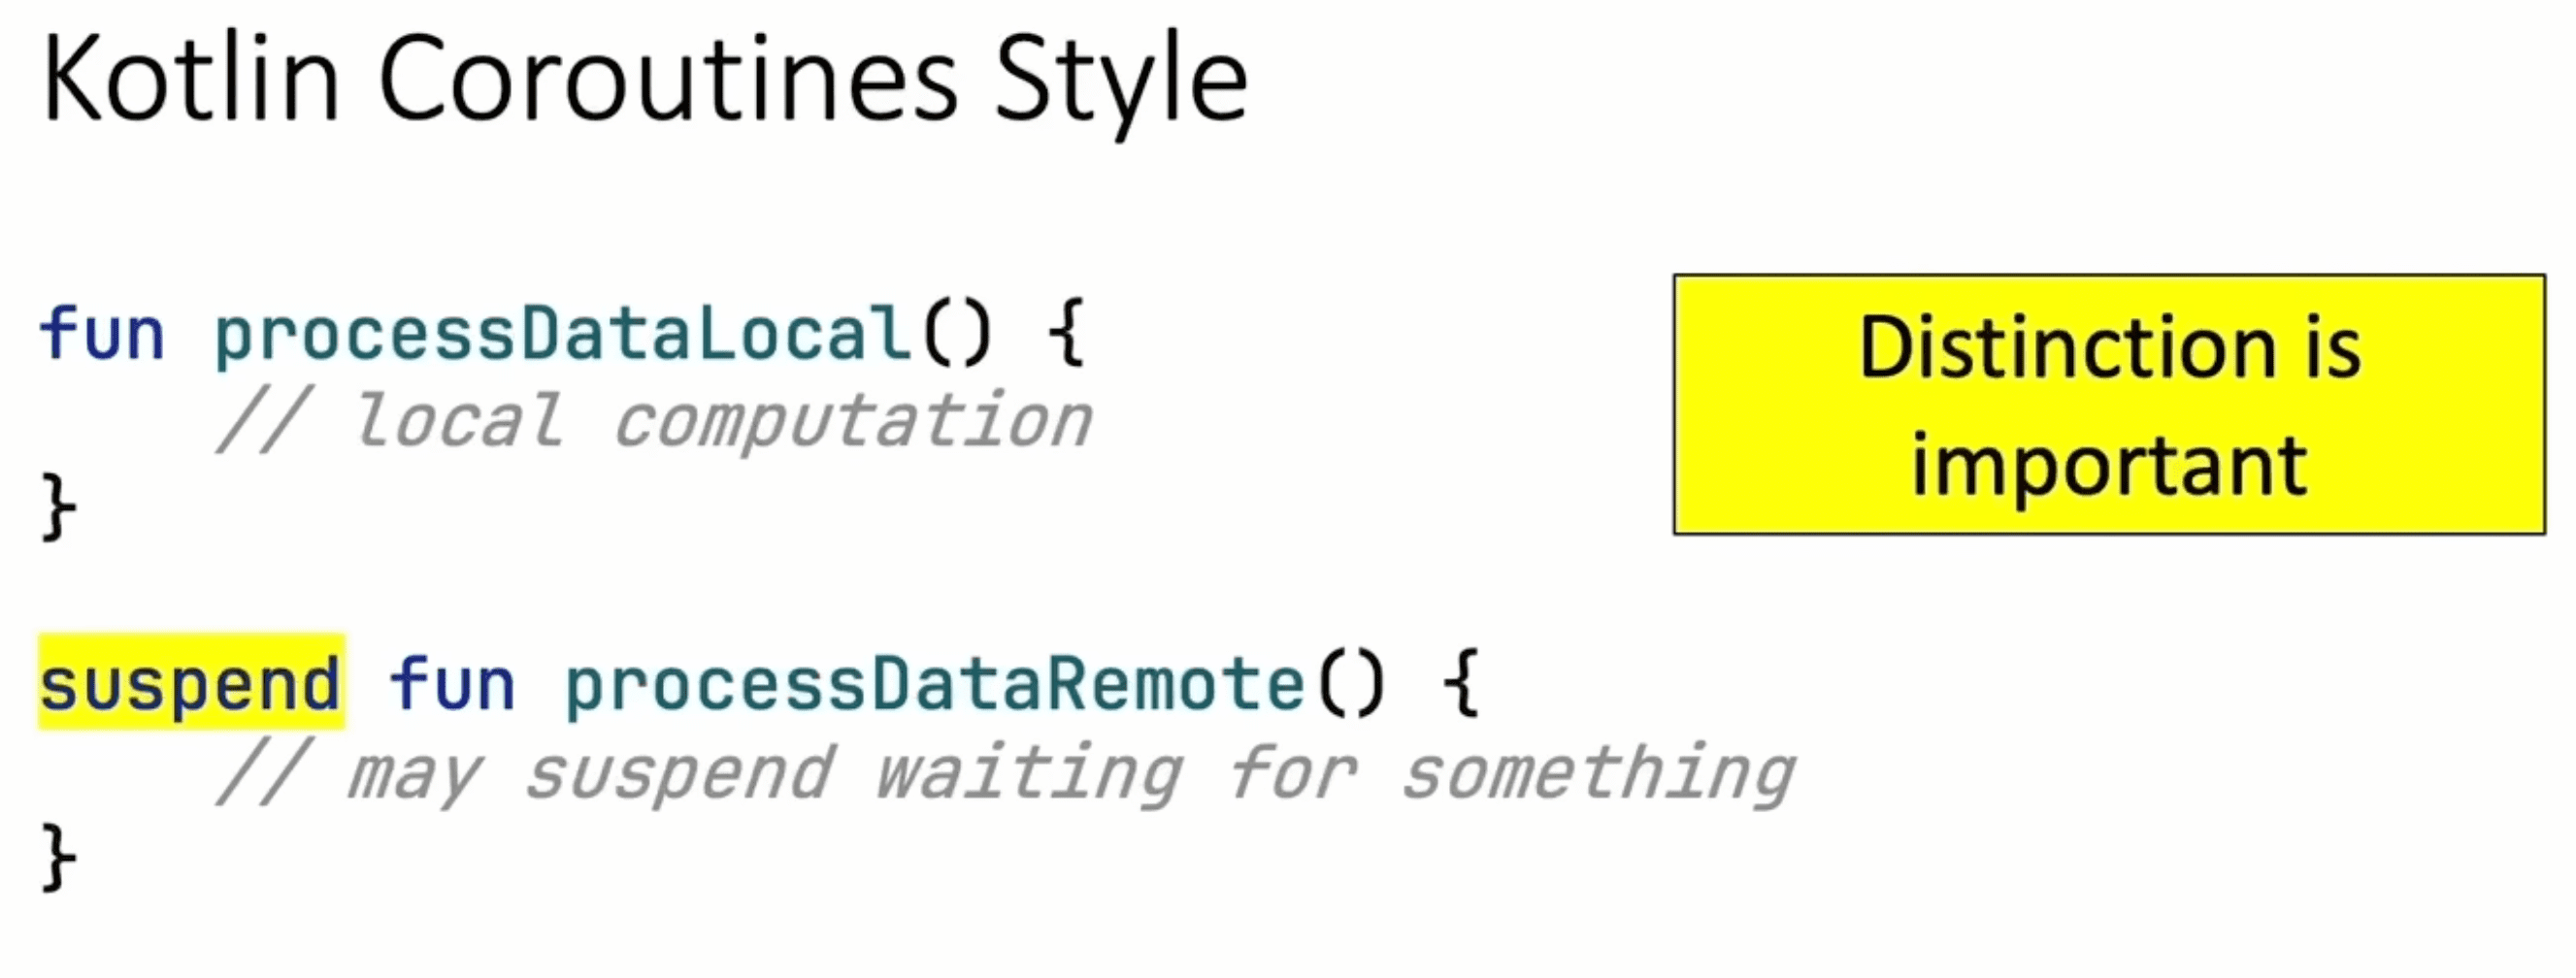 Kotlin Coroutines Style
fun processDataLocal() {
// local computation
}
Distinction is
important
suspend fun processDataRemote() {
// may suspend waiting for something
}